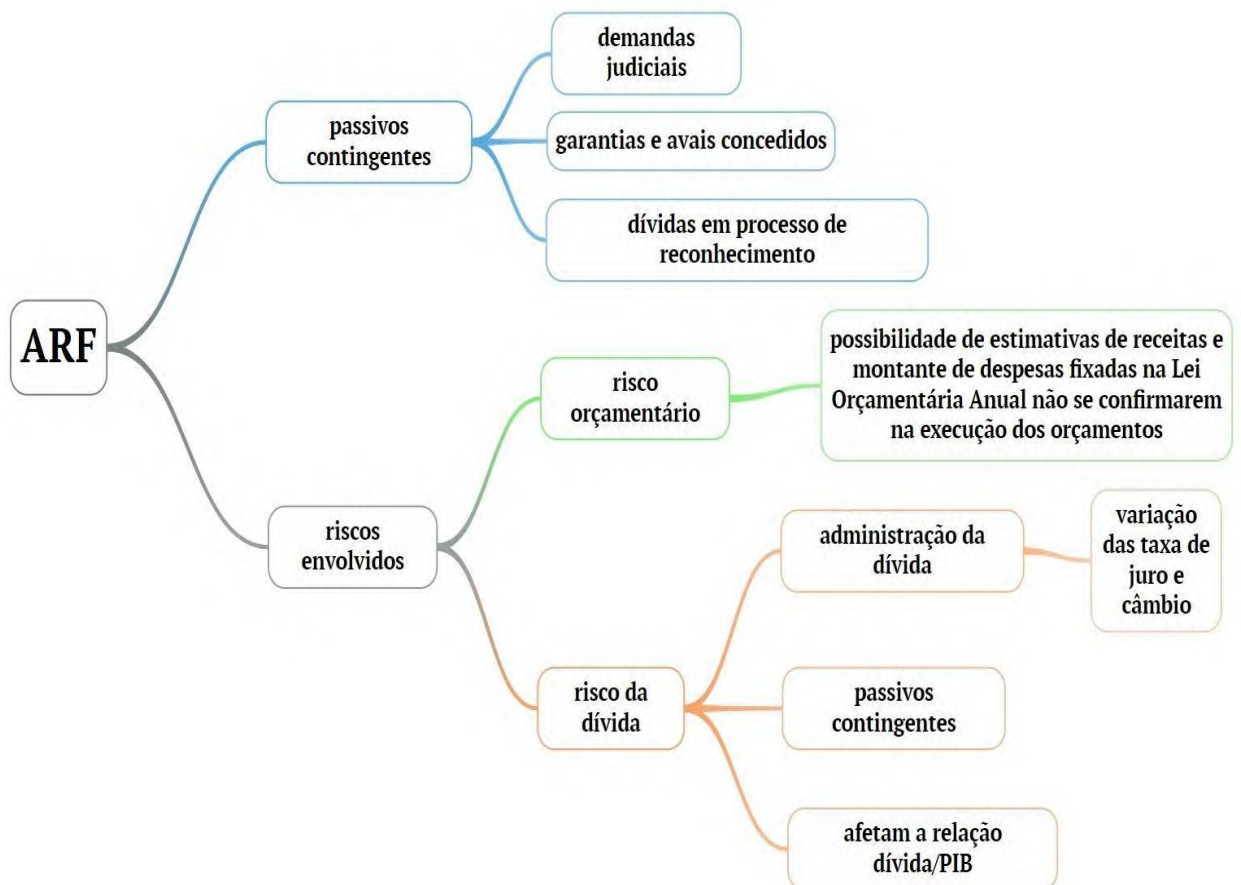 ARF
passivos
contingentes
demandas
judiciais
garantias e avais concedidos
dívidas em processo de
reconhecimento
riscos
envolvidos
risco
orçamentário
possibilidade de estimativas de receitas e
montante de despesas fixadas na Lei
Orçamentária Anual não se confirmarem
na execução dos orçamentos
risco da
dívida
administração da
dívida
variação
das taxa de
juro e
câmbio
passivos
contingentes
afetam a relação
dívida/PIB